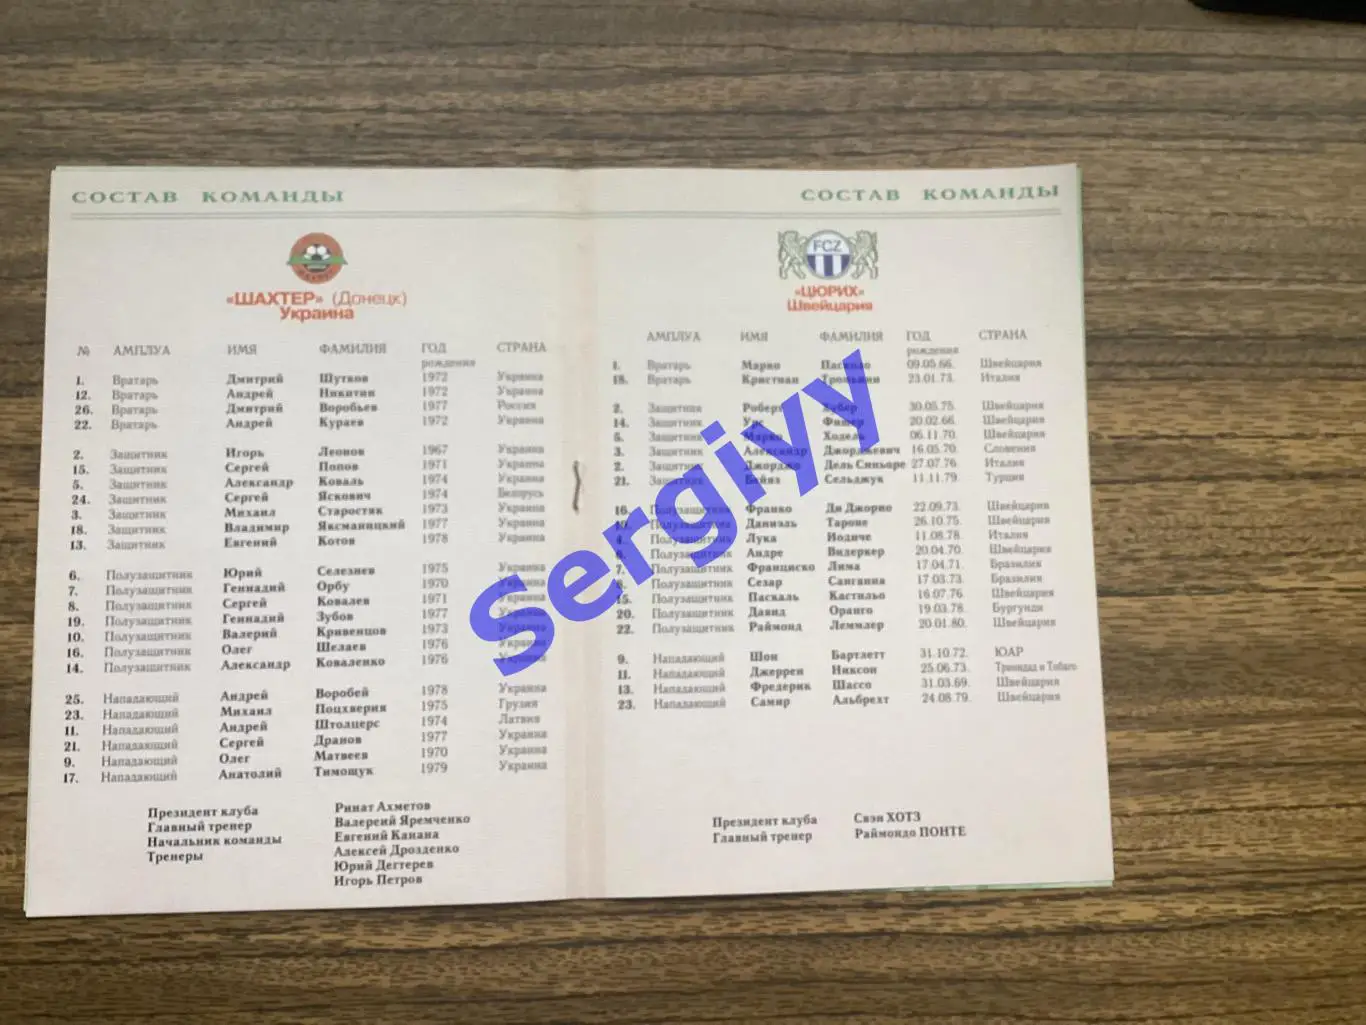 СОСТАВ КОМАНДЫ
«ШАХТЕР» (Донецк)
Украина
№ АМПЛУА ИМЯ ФАМИЛИЯ ГОД рождения СТРАНА
1. Вратарь Дмитрий Шутков 1972 Украина
12. Вратарь Андрей Никитин 1972 Украина
26. Вратарь Дмитрий Воробьев 1977 Россия
22. Вратарь Андрей Кураев 1972 Украина
2. Защитник Игорь Леонов 1967 Украина
15. Защитник Сергей Попов 1971 Украина
5. Защитник Александр Коваль 1974 Украина
24. Защитник Сергей Яскович 1974 Белорусь
3. Защитник Михаил Старостяк 1973 Украина
18. Защитник Владимир Яксманицкий 1977 Украина
13. Защитник Евгений Котов 1978 Украина
6. Полузащитник Юрий Селезнев 1975 Украина
7. Полузащитник Геннадий Орбу 1970 Украина
8. Полузащитник Сергей Ковалев 1971 Украина
19. Полузащитник Геннадий Зубов 1977 Украина
10. Полузащитник Валерий Кривенцов 1973 Украина
16. Полузащитник Олег Шелаев 1976 Украина
14. Полузащитник Александр Коваленко 1976 Украина
25. Нападающий Андрей Воробей 1978 Украина
23. Нападающий Михаил Поцхверия 1975 Грузия
11. Нападающий Андрей Штолцерс 1974 Латвия
21. Нападающий Сергей Дранов 1977 Украина
9. Нападающий Олег Матвеев 1970 Украина
17. Нападающий Анатолий Тимощук 1979 Украина
Президент клуба Ринат Ахметов
Главный тренер Валерсий Яремченко
Начальник команды Евгений Канана
Тренеры Алексей Дрозденко
Юрий Дегтерев
Игорь Петров
СОСТАВ КОМАНДЫ
FCZ
«ЦЮРИХ»
Швейцария
АМПЛУА ИМЯ ФАМИЛИЯ ГОД рождения СТРАНА
1. Вратарь Марко Пасколо 09.05.66. Швейцария
18. Вратарь Кристиан Тромбини 23.01.73. Италия
2. Защитник Роберт Хубер 30.05.75. Швейцария
14. Защитник Урс Фишер 20.02.66. Швейцария
5. Защитник Марко Ходель 06.11.70. Швейцария
3. Защитник Александр Джорджевич 16.05.70. Словения
2. Защитник Джорджо Дель Синьоре 27.07.76 Италия
21. Защитник Сельджук 11.11.79. Турция
16. Полузащитник Франко Ди Джорио 22.09.73. Швейцария
19. Полузащитник Даниэль Тароне 26.10.75. Швейцария
4. Полузащитник Лука Иодиче 11.08.78. Италия
6. Полузащитник Андре Видеркер 20.04.70. Швейцария
7. Полузащитник Франциско Лима 17.04.71. Бразилия
8. Полузащитник Сезар Сангаина 17.03.73. Бразилия
15. Полузащитник Паскаль Кастильо 16.07.76 Швейцария
20. Полузащитник Давид Оранго 19.03.78. Бурунди
22. Полузащитник Раймонд Леммлер 20.01.80. Швейцария
9. Нападающий Шон Бартлетт 31.10.72. ЮАР
11. Нападающий Джеррен Никсон 25.06.73. Тринидад и Тобаго
13. Нападающий Фредерик Шассо 31.03.69. Швейцария
23. Нападающий Самир Альбрехт 24.08.79. Швейцария
Президент клуба Свэн ХОТЗ
Главный тренер Раймондо ПОНТЕ
sergiyy